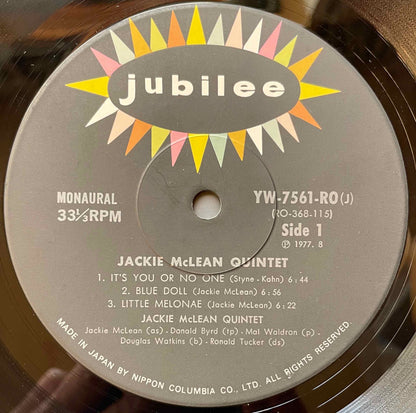 jubilee
MONAURAL
33⅓RPM
YW-7561-RO(J)
(RO-368-115)
Side 1
Ⓟ 1977. 8
JACKIE McLEAN QUINTET
1. IT'S YOU OR NO ONE (Styne - Kahn) 6 : 44
2. BLUE DOLL (Jackie McLean) 6 : 56
3. LITTLE MELONAE (Jackie McLean) 6 : 22
JACKIE McLEAN QUINTET
Jackie McLean (as) - Donald Byrd (tp) - Mat Waldron (p) -
Douglas Watkins (b) - Ronald Tucker (ds)
MADE IN JAPAN BY NIPPON COLUMBIA CO., LTD. ALL RIGHTS RESERVED.